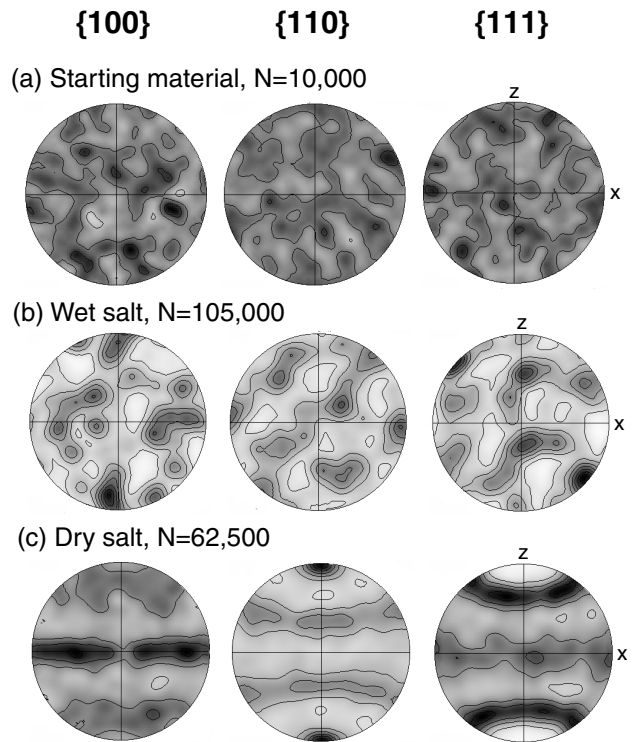 {100} {110} {111}
(a) Starting material, N=10,000
z
x
(b) Wet salt, N=105,000
z
x
(c) Dry salt, N=62,500
z
x